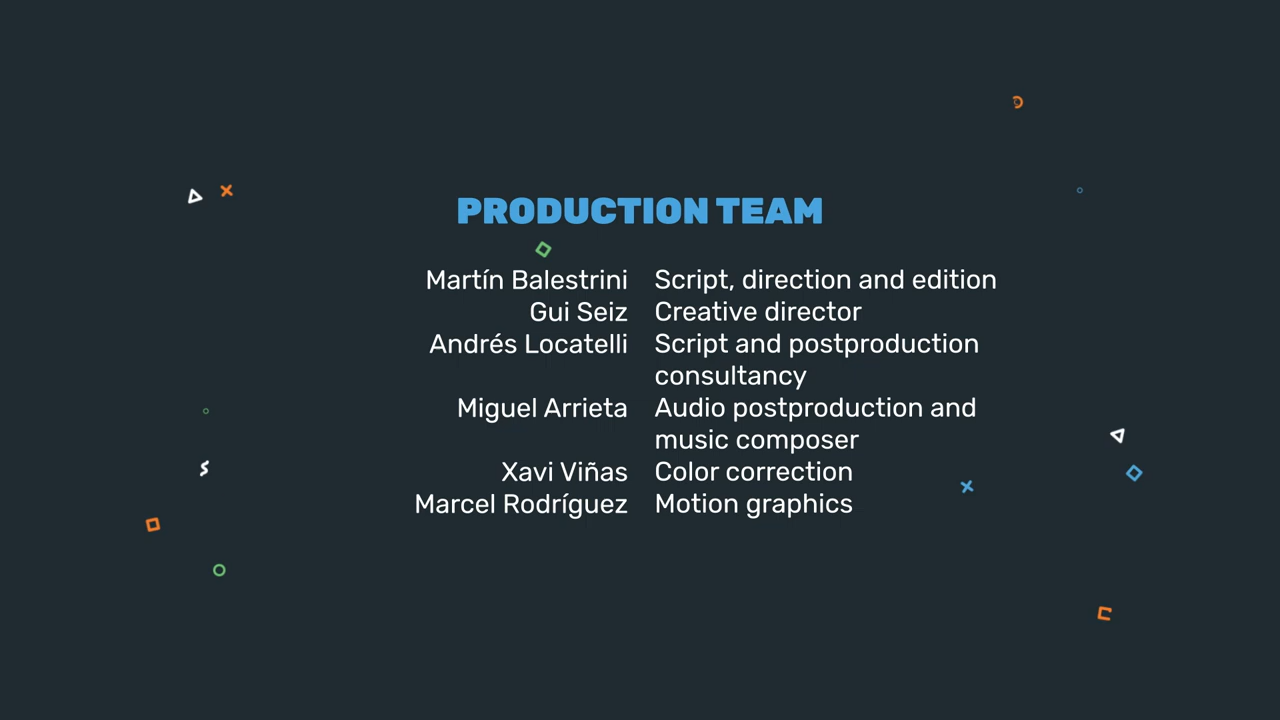 PRODUCTION TEAM
Martín Balestrini Script, direction and edition
Gui Seiz Creative director
Andrés Locatelli Script and postproduction
consultancy
Miguel Arrieta Audio postproduction and
music composer
Xavi Viñas Color correction
Marcel Rodríguez Motion graphics